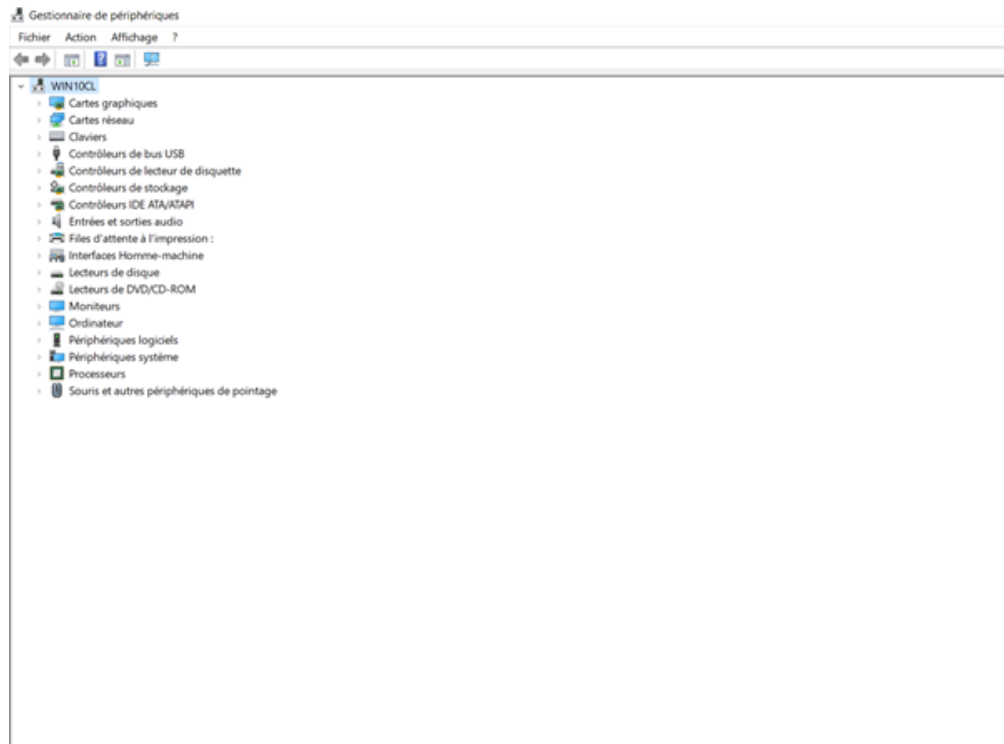 Gestionnaire de périphériques
Fichier Action Affichage ?
WIN10CL
Cartes graphiques
Cartes réseau
Claviers
Contrôleurs de bus USB
Contrôleurs de lecteur de disquette
Contrôleurs de stockage
Contrôleurs IDE ATA/ATAPI
Entrées et sorties audio
Files d'attente à l'impression :
Interfaces Homme-machine
Lecteurs de disque
Lecteurs de DVD/CD-ROM
Moniteurs
Ordinateur
Périphériques logiciels
Périphériques système
Processeurs
Souris et autres périphériques de pointage